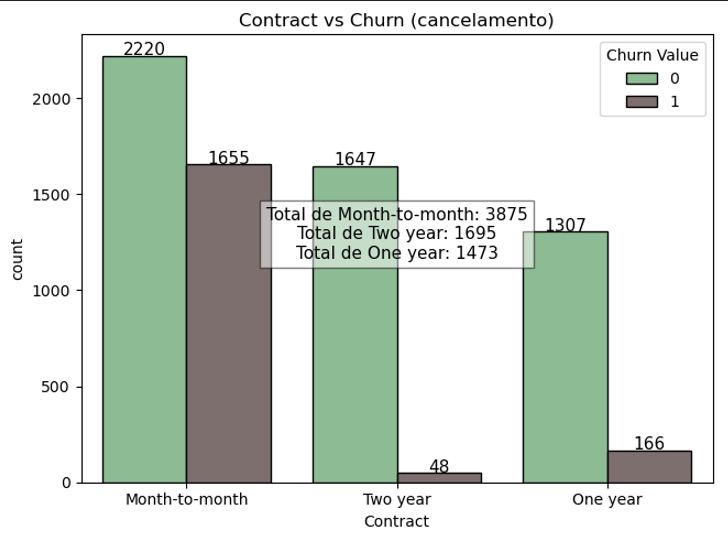 Contract vs Churn (cancelamento)
Churn Value
0
1
2220
1655
1647
48
1307
166
Total de Month-to-month: 3875
Total de Two year: 1695
Total de One year: 1473
count
2000
1500
1000
500
0
Month-to-month
Two year
One year
Contract